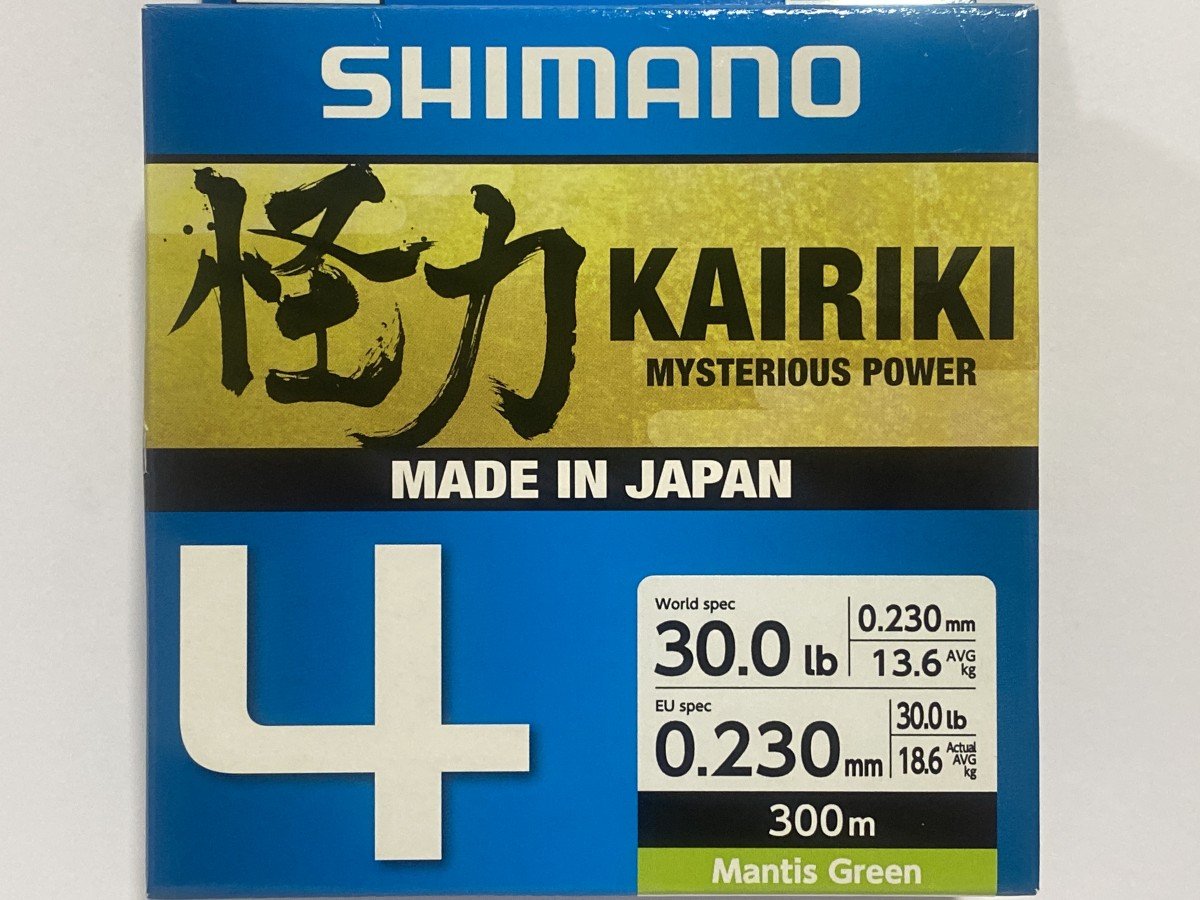 SHIMANO
怪力 KAIRIKI
MYSTERIOUS POWER
MADE IN JAPAN
4
World spec
30.0 lb
0.230 mm
13.6 AVG kg
EU spec
0.230 mm
30.0 lb
18.6 Actual AVG kg
300m
Mantis Green